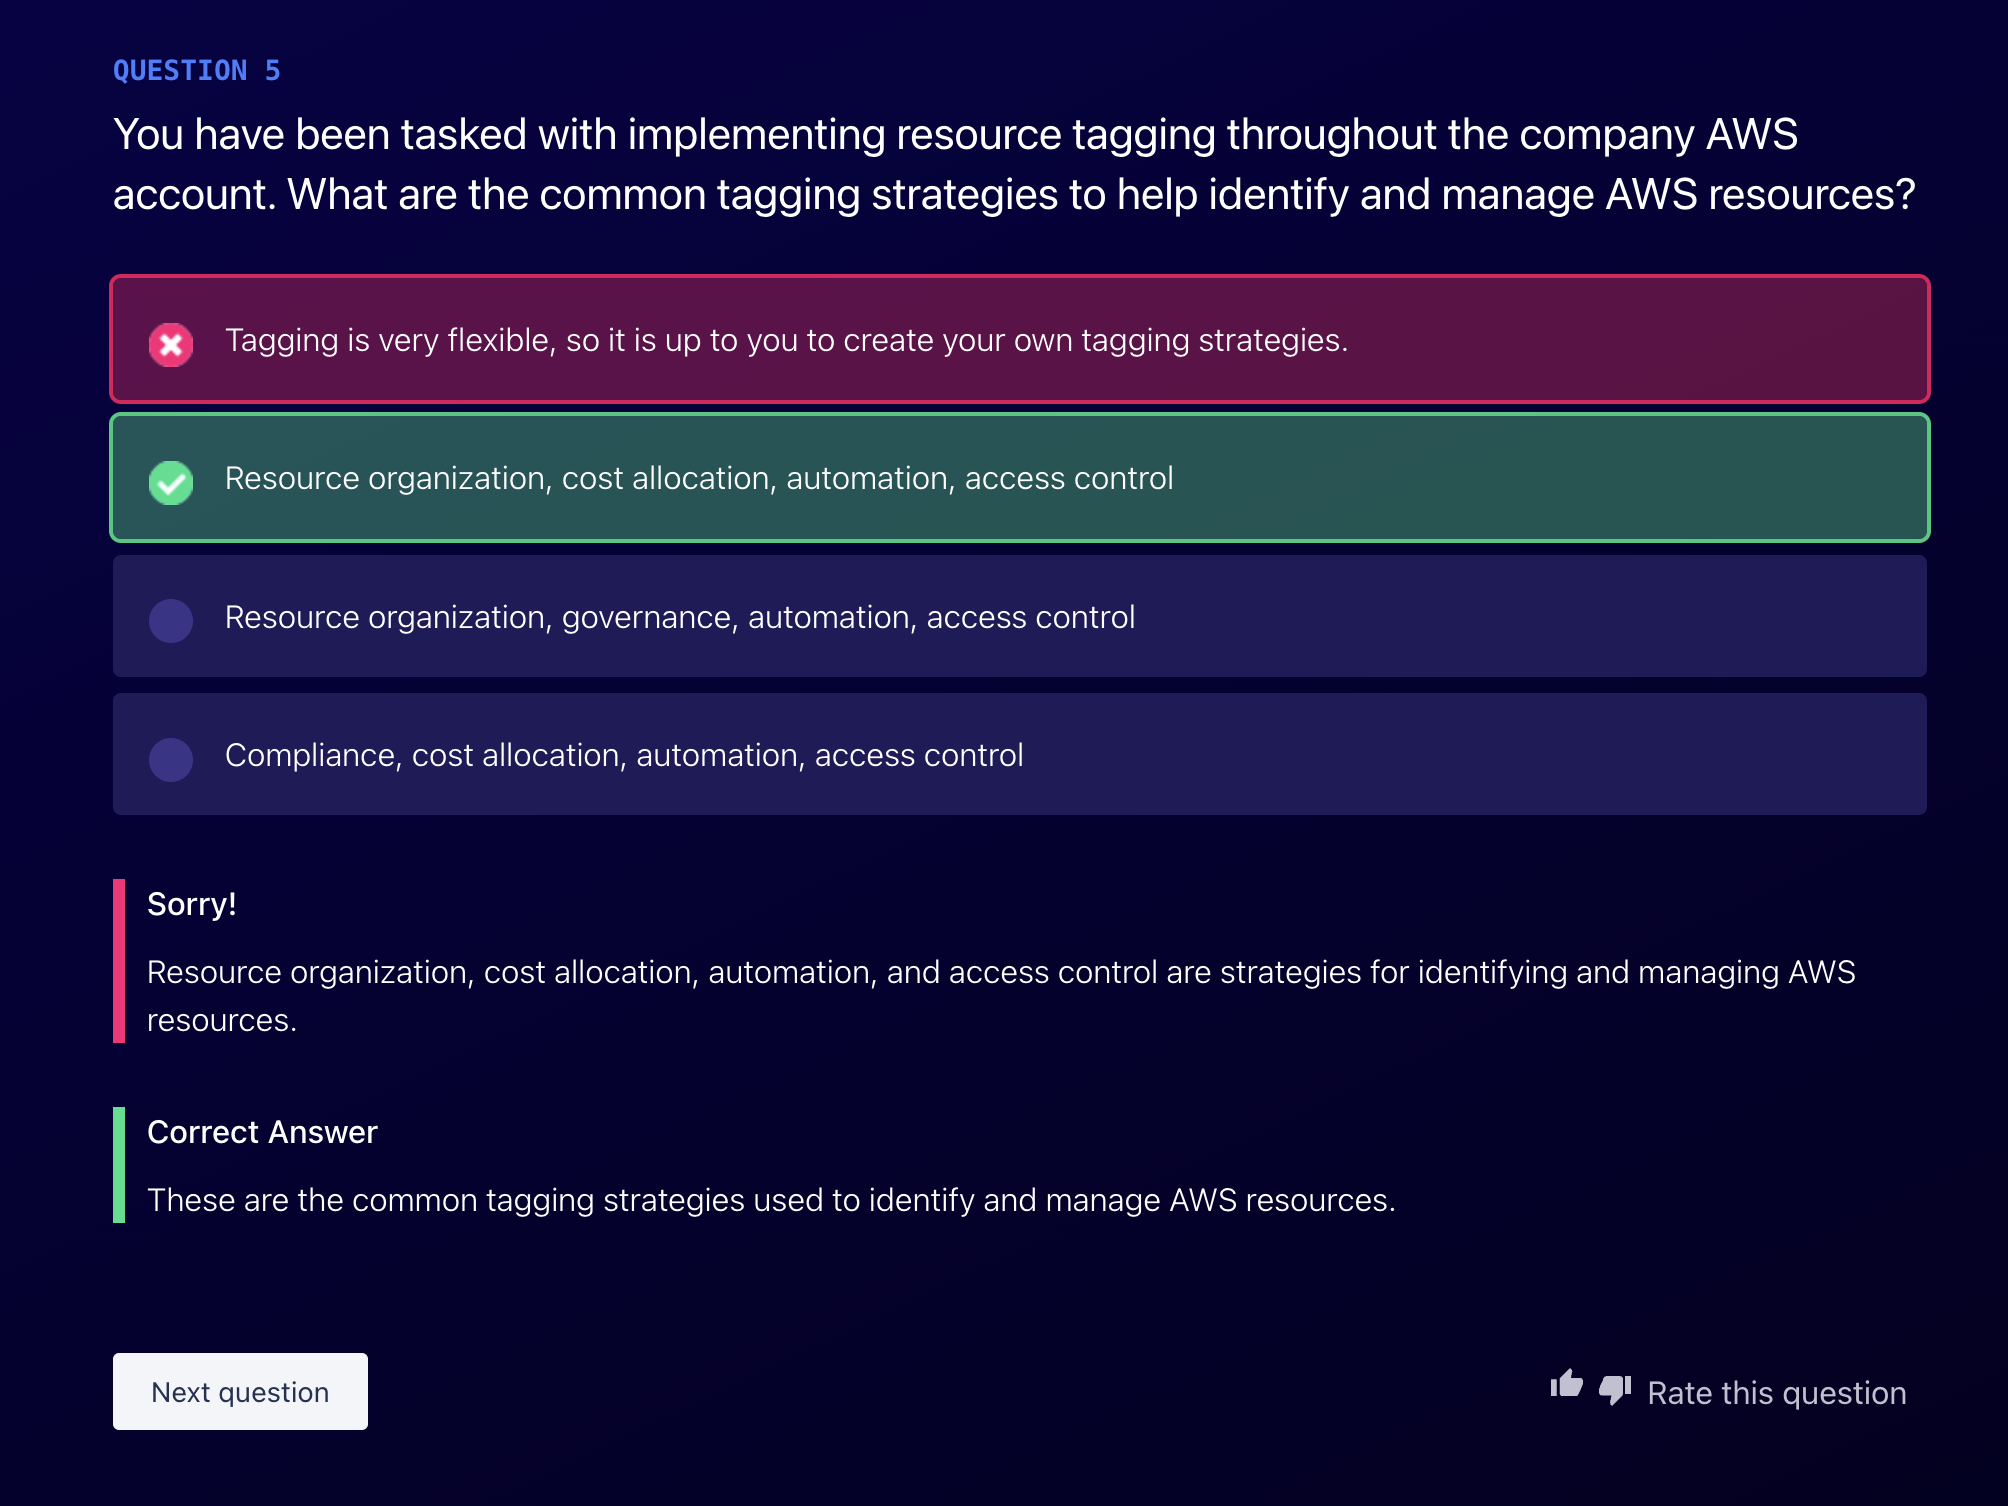 QUESTION 5
You have been tasked with implementing resource tagging throughout the company AWS
account. What are the common tagging strategies to help identify and manage AWS resources?
Tagging is very flexible, so it is up to you to create your own tagging strategies.
Resource organization, cost allocation, automation, access control
Resource organization, governance, automation, access control
Compliance, cost allocation, automation, access control
Sorry!
Resource organization, cost allocation, automation, and access control are strategies for identifying and managing AWS
resources.
Correct Answer
These are the common tagging strategies used to identify and manage AWS resources.
Next question
Rate this question